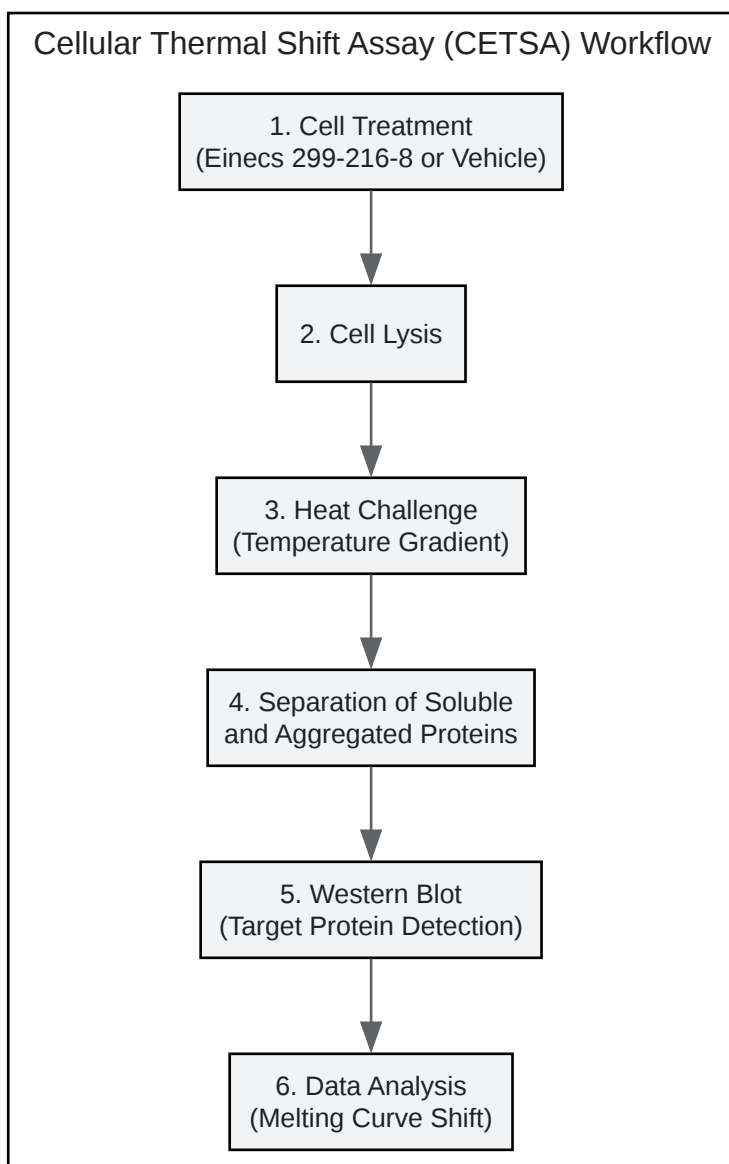 Cellular Thermal Shift Assay (CETSA) Workflow
1. Cell Treatment
(Einecs 299-216-8 or Vehicle)
2. Cell Lysis
3. Heat Challenge
(Temperature Gradient)
4. Separation of Soluble
and Aggregated Proteins
5. Western Blot
(Target Protein Detection)
6. Data Analysis
(Melting Curve Shift)